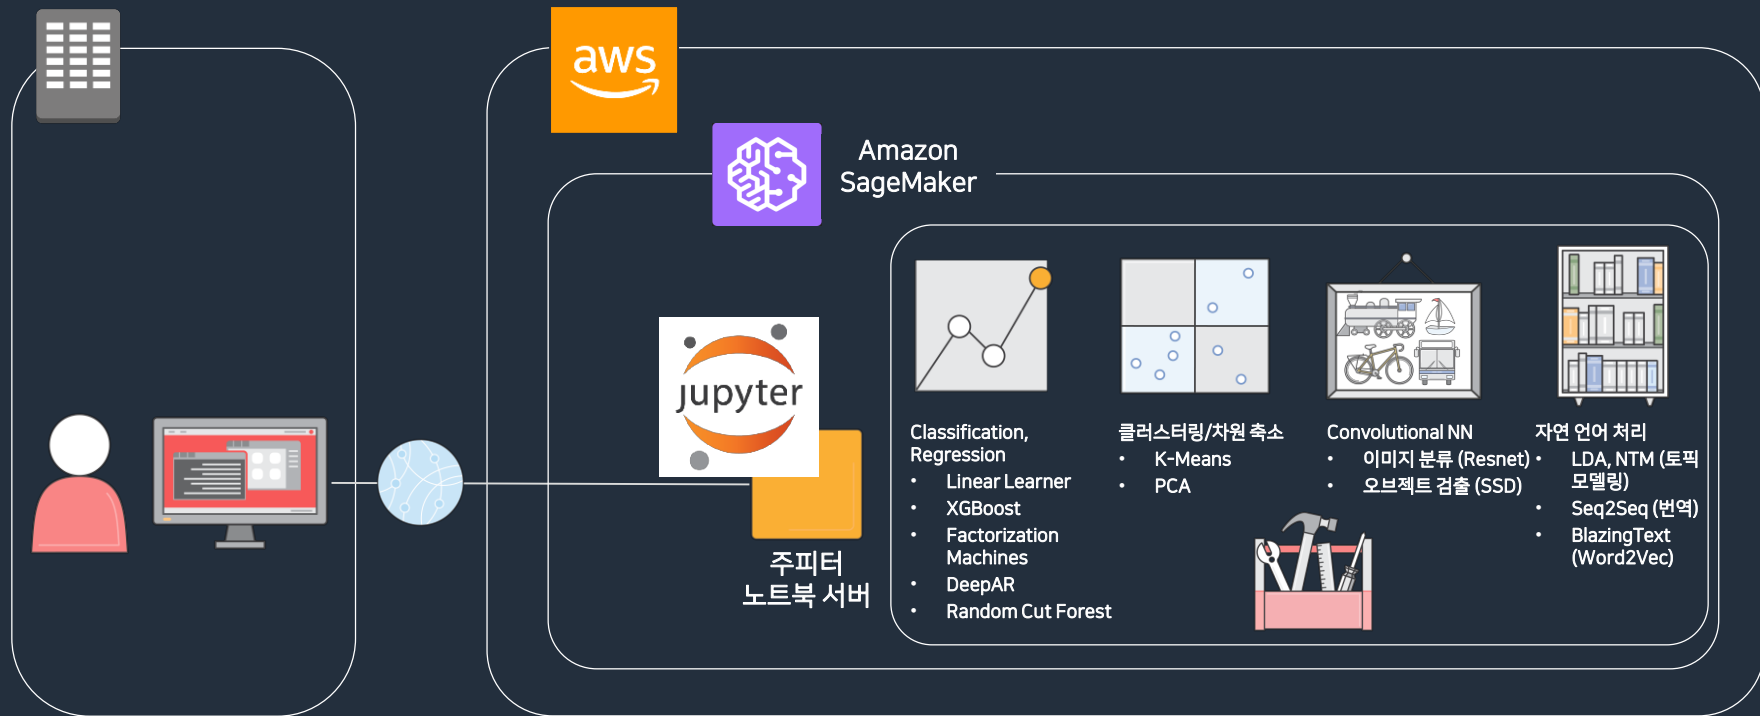 aws
Amazon
SageMaker
jupyter
주피터
노트북 서버
Classification,
Regression
• Linear Learner
• XGBoost
• Factorization
Machines
• DeepAR
• Random Cut Forest
클러스터링/차원 축소
• K-Means
• PCA
Convolutional NN
• 이미지 분류 (Resnet)
• 오브젝트 검출 (SSD)
자연 언어 처리
• LDA, NTM (토픽
모델링)
• Seq2Seq (번역)
• BlazingText
(Word2Vec)